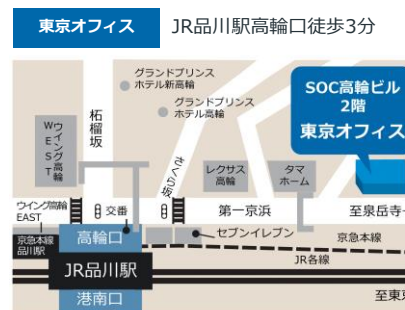 東京オフィス
JR品川駅高輪口徒歩3分
グランドプリンス
ホテル新高輪
グランドプリンス
ホテル高輪
SOC高輪ビル
2階
東京オフィス
柘榴坂
ウイング高輪
WEST
さくら坂
レクサス
高輪
タマ
ホーム
ウイング高輪
EAST
交番
第一京浜
至泉岳寺
京急本線
品川駅
高輪口
セブンイレブン
京急本線
JR各線
JR品川駅
港南口
至東京